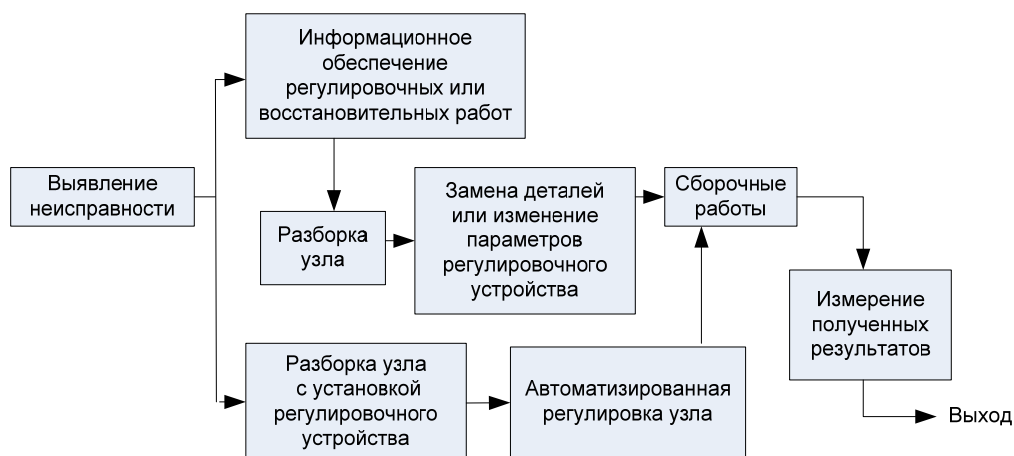 Информационное
обеспечение
регулировочных или
восстановительных работ
Выявление
неисправности
Разборка
узла
Замена деталей
или изменение
параметров
регулировочного
устройства
Сборочные
работы
Измерение
полученных
результатов
Разборка узла
с установкой
регулировочного
устройства
Автоматизированная
регулировка узла
Выход